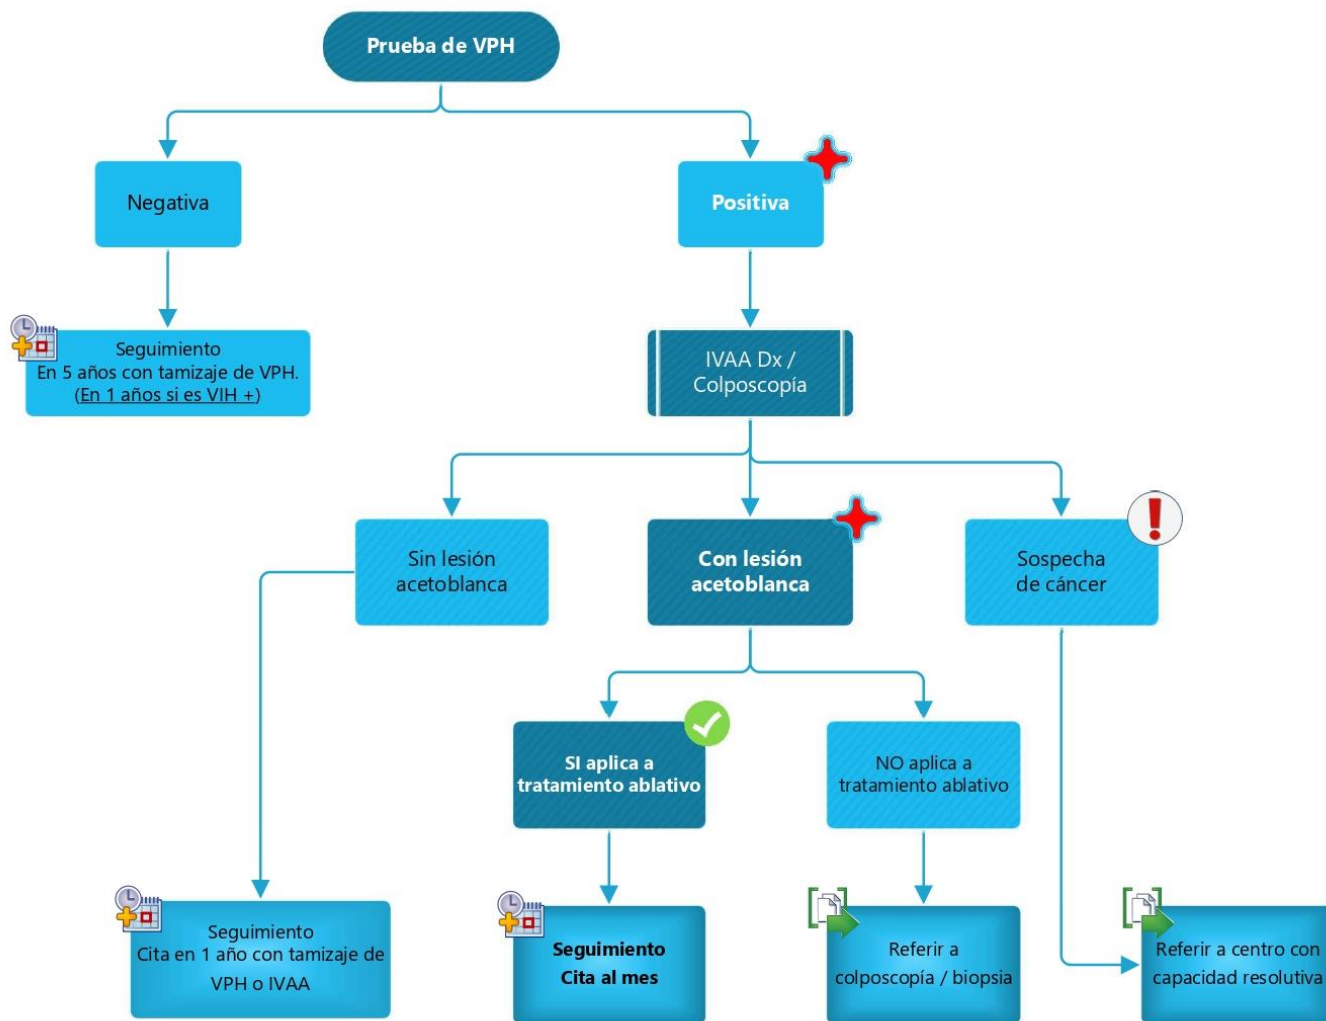 Prueba de VPH
Negativa
Positiva
Seguimiento
En 5 años con tamizaje de VPH.
(En 1 años si es VIH +)
IVAA Dx /
Colposcopía
Sin lesión
acetoblanca
Con lesión
acetoblanca
Sospecha
de cáncer
SI aplica a
tratamiento ablativo
NO aplica a
tratamiento ablativo
Seguimiento
Cita en 1 año con tamizaje de
VPH o IVAA
Seguimiento
Cita al mes
Referir a
colposcopía / biopsia
Referir a centro con
capacidad resolutiva